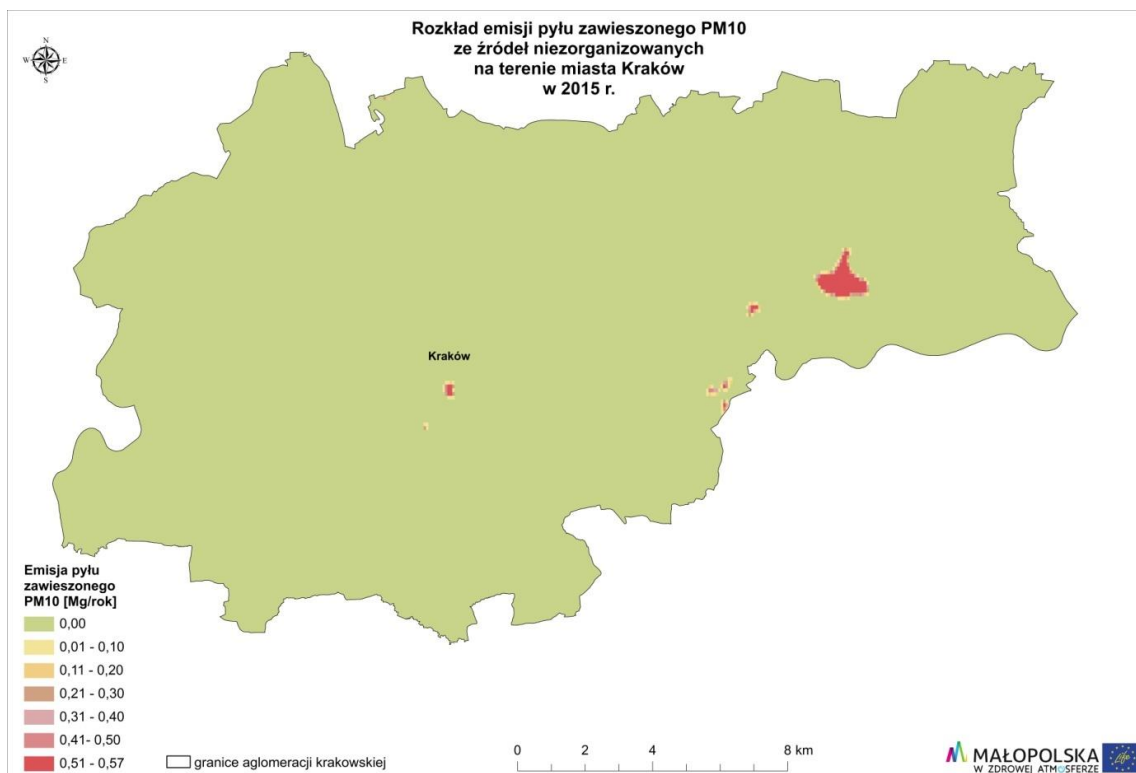 Rozkład emisji pyłu zawieszonego PM10
ze źródeł niezorganizowanych
na terenie miasta Kraków
w 2015 r.
N
W E
S
Kraków
Emisja pyłu
zawieszonego
PM10 [Mg/rok]
0,00
0,01 - 0,10
0,11 - 0,20
0,21 - 0,30
0,31 - 0,40
0,41- 0,50
0,51 - 0,57
granice aglomeracji krakowskiej
0 2 4 8 km
MAŁOPOLSKA
W ZDROWEJ ATMOSFERZE
Life